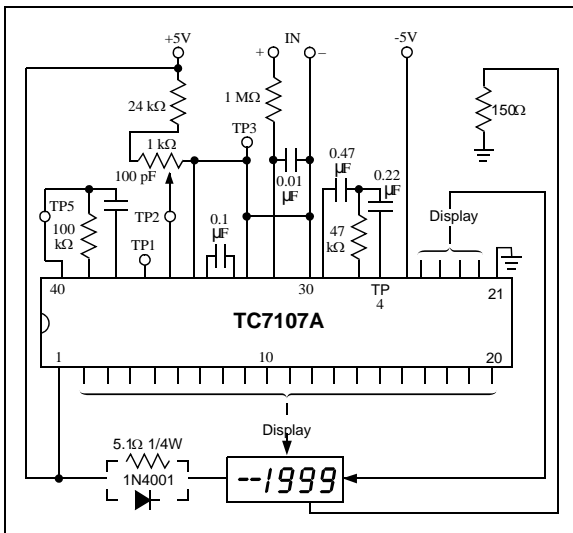 +5V
IN
-5V
+
–
24 kΩ
1 MΩ
150Ω
TP3
1 kΩ
100 pF
0.01
µF
0.47
µF
0.22
µF
Display
TP5
100
kΩ
TP2
TP1
0.1
µF
47
kΩ
40
30
TP
4
21
TC7107A
1
10
20
Display
5.1Ω 1/4W
1N4001
--1999